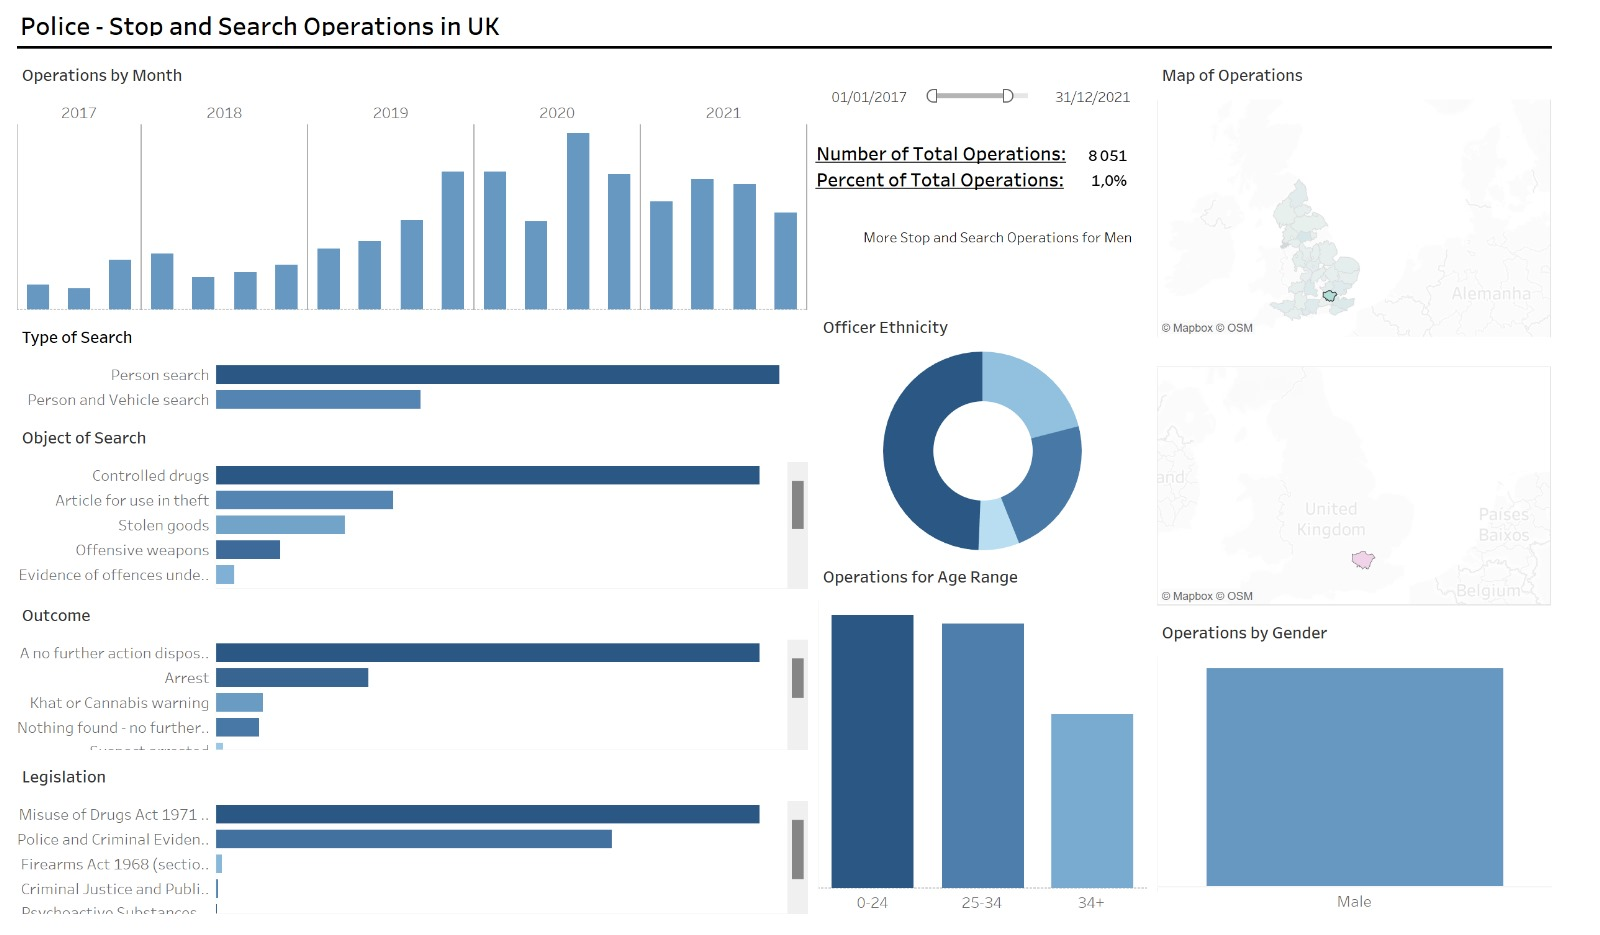 Police - Stop and Search Operations in UK
Operations by Month
2017 2018 2019 2020 2021
01/01/2017 31/12/2021
Number of Total Operations: 8 051
Percent of Total Operations: 1,0%
More Stop and Search Operations for Men
Map of Operations
Alemanha
© Mapbox © OSM
Type of Search
Person search
Person and Vehicle search
Object of Search
Controlled drugs
Article for use in theft
Stolen goods
Offensive weapons
Evidence of offences unde..
Outcome
A no further action dispos..
Arrest
Khat or Cannabis warning
Nothing found - no further..
Suspect arrested
Legislation
Misuse of Drugs Act 1971 ..
Police and Criminal Eviden..
Firearms Act 1968 (sectio..
Criminal Justice and Publi..
Psychoactive Substances
Officer Ethnicity
Operations for Age Range
0-24 25-34 34+
and
United
Kingdom
Países
Baixos
Belgium
© Mapbox © OSM
Operations by Gender
Male